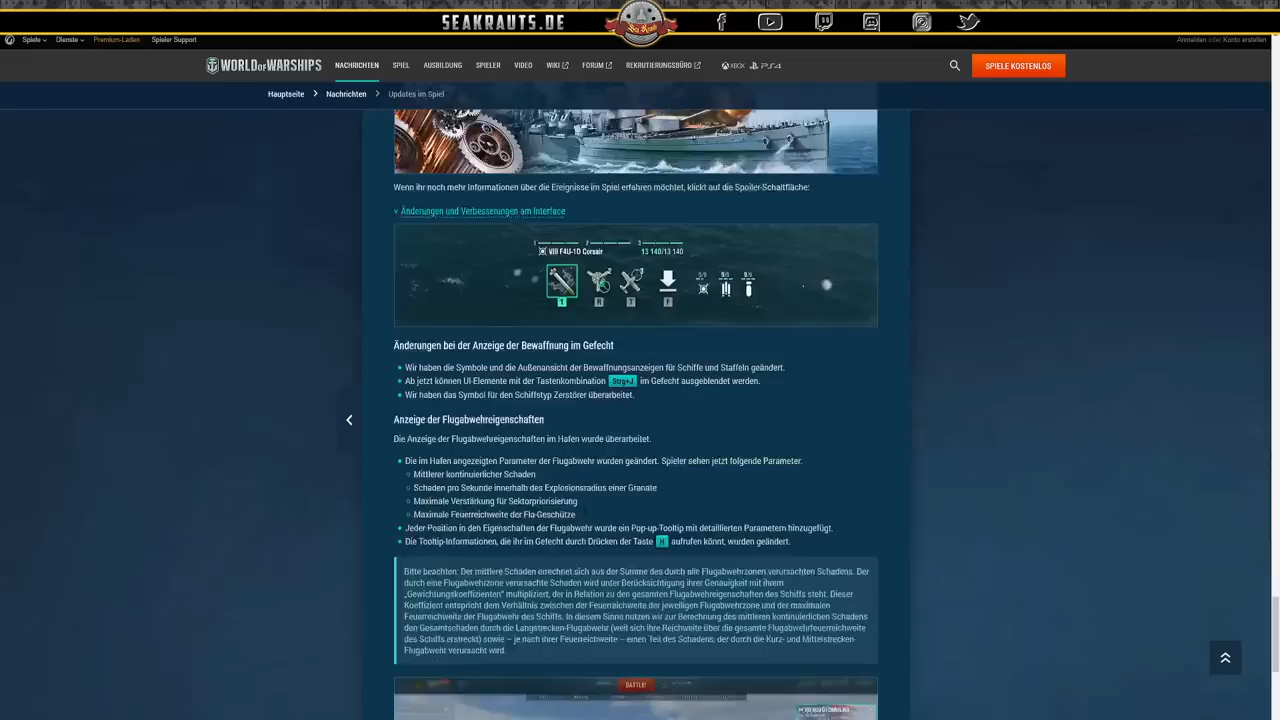 SEAKRAUTS.DE
Spiele
Dienste
Premium-Laden
Spieler Support
Anmelden oder Konto erstellen
WORLD OF WARSHIPS
NACHRICHTEN
SPIEL
AUSBILDUNG
SPIELER
VIDEO
WIKI
FORUM
REKRUTIERUNGSBÜRO
XBOX
PS4
SPIELE KOSTENLOS
Hauptseite
Nachrichten
Updates im Spiel
Wenn ihr noch mehr Informationen über die Ereignisse im Spiel erfahren möchtet, klickt auf die Spoiler-Schaltfläche:
Änderungen und Verbesserungen am Interface
1 2 3
VIII F4U-1D Corsair 13 140/13 140
2 3 5/9 9/9 9/9
1 R T F
Änderungen bei der Anzeige der Bewaffnung im Gefecht
Wir haben die Symbole und die Außenansicht der Bewaffnungsanzeigen für Schiffe und Staffeln geändert.
Ab jetzt können UI-Elemente mit der Tastenkombination Strg+J im Gefecht ausgeblendet werden.
Wir haben das Symbol für den Schiffstyp Zerstörer überarbeitet.
Anzeige der Flugabwehreigenschaften
Die Anzeige der Flugabwehreigenschaften im Hafen wurde überarbeitet.
Die im Hafen angezeigten Parameter der Flugabwehr wurden geändert. Spieler sehen jetzt folgende Parameter:
Mittlerer kontinuierlicher Schaden
Schaden pro Sekunde innerhalb des Explosionsradius einer Granate
Maximale Verstärkung für Sektorpriorisierung
Maximale Feuerreichweite der Fla-Geschütze
Jeder Position in den Eigenschaften der Flugabwehr wurde ein Pop-up-Tooltip mit detaillierten Parametern hinzugefügt.
Die Tooltip-Informationen, die ihr im Gefecht durch Drücken der Taste H aufrufen könnt, wurden geändert.
Bitte beachten: Der mittlere Schaden errechnet sich aus der Summe des durch alle Flugabwehrzonen verursachten Schadens. Der
durch eine Flugabwehrzone verursachte Schaden wird unter Berücksichtigung ihrer Genauigkeit mit ihrem
„Gewichtungskoeffizienten" multipliziert, der in Relation zu den gesamten Flugabwehreigenschaften des Schiffs steht. Dieser
Koeffizient entspricht dem Verhältnis zwischen der Feuerreichweite der jeweiligen Flugabwehrzone und der maximalen
Feuerreichweite der Flugabwehr des Schiffs. In diesem Sinne nutzen wir zur Berechnung des mittleren kontinuierlichen Schadens
den Gesamtschaden durch die Langstrecken-Flugabwehr (weil sich ihre Reichweite über die gesamte Flugabwehrfeuerreichweite
des Schiffs erstreckt) sowie – je nach ihrer Feuerreichweite – einen Teil des Schadens, der durch die Kurz- und Mittelstrecken-
Flugabwehr verursacht wird.
BATTLE!